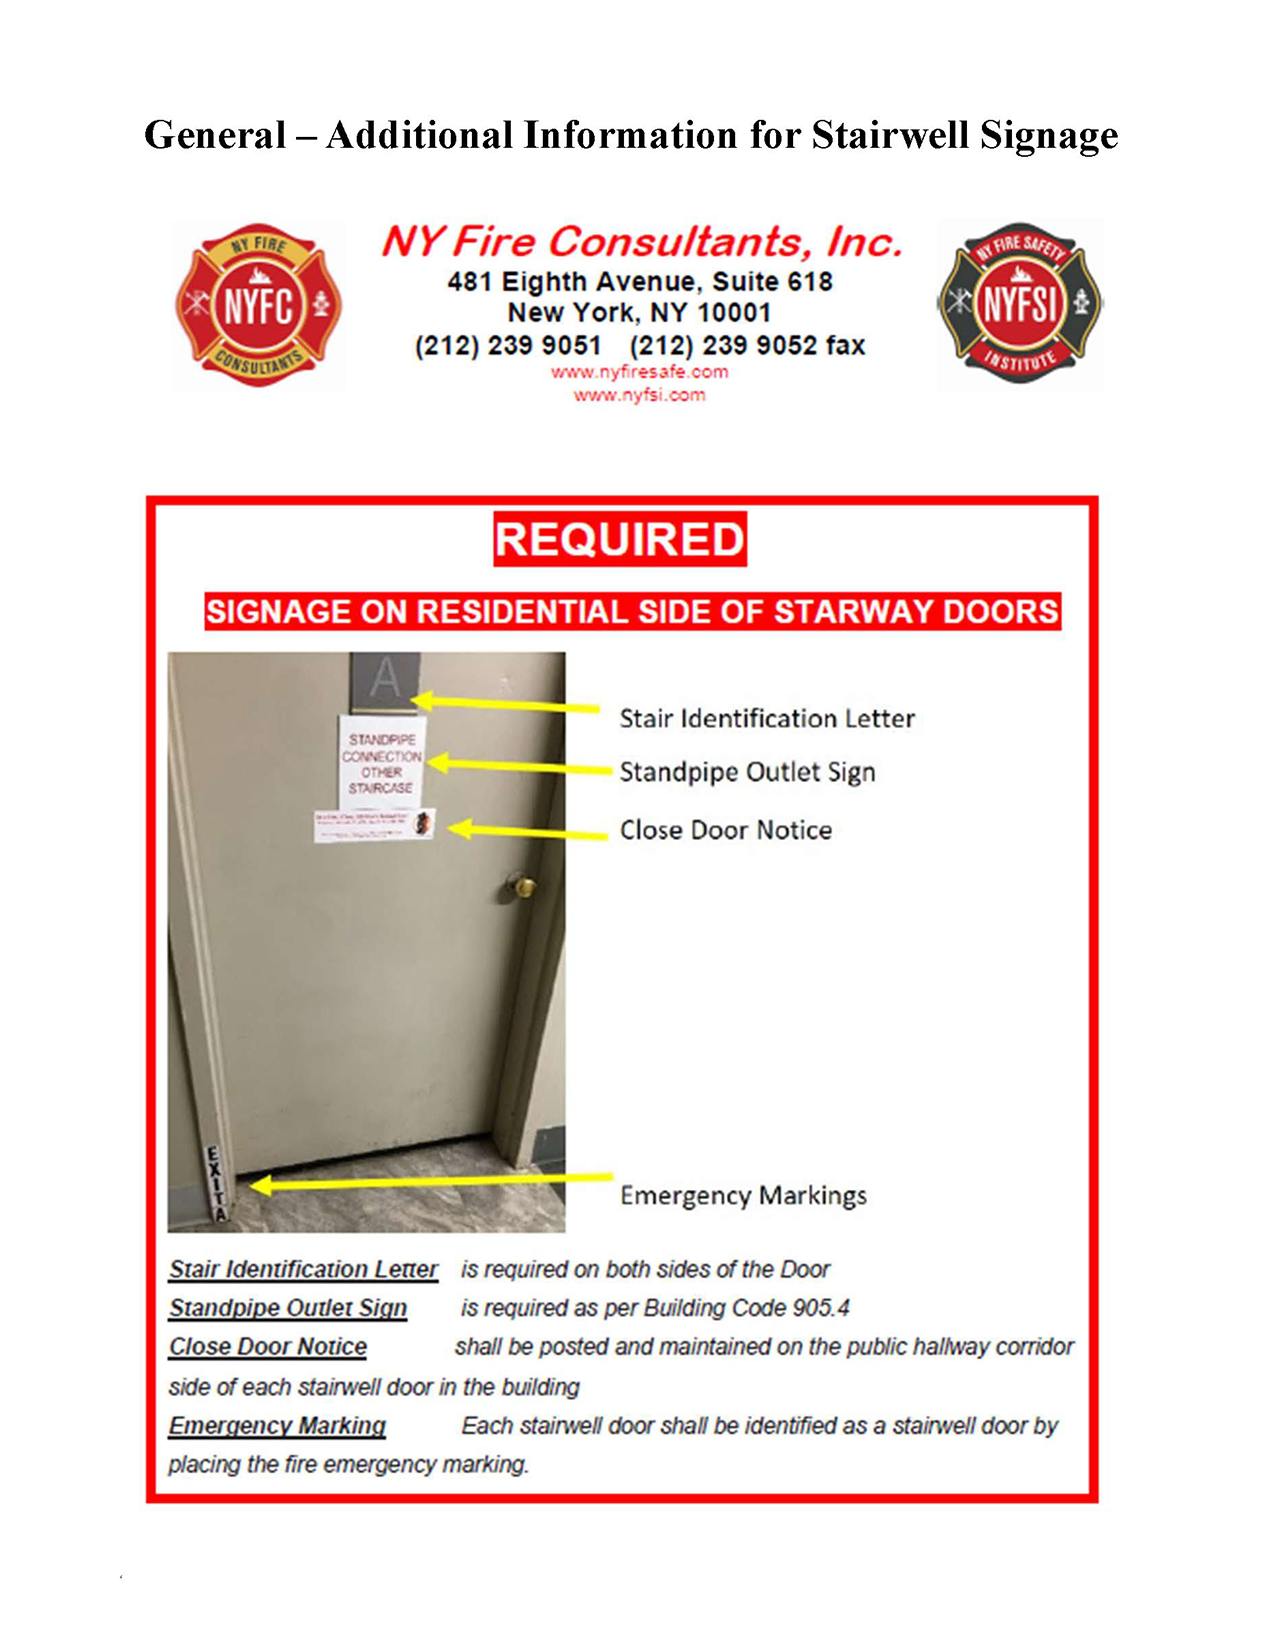 General – Additional Information for Stairwell Signage
NY FIRE
NYFC
CONSULTANTS
NY Fire Consultants, Inc.
481 Eighth Avenue, Suite 618
New York, NY 10001
(212) 239 9051 (212) 239 9052 fax
www.nyfiresafe.com
www.nyfsi.com
NY FIRE SAFETY
NYFSI
INSTITUTE
REQUIRED
SIGNAGE ON RESIDENTIAL SIDE OF STARWAY DOORS
A
STANDPIPE
CONNECTION
OTHER
STAIRCASE
Stair Identification Letter
Standpipe Outlet Sign
Close Door Notice
EXIT A
Emergency Markings
Stair Identification Letter is required on both sides of the Door
Standpipe Outlet Sign is required as per Building Code 905.4
Close Door Notice shall be posted and maintained on the public hallway corridor
side of each stairwell door in the building
Emergency Marking Each stairwell door shall be identified as a stairwell door by
placing the fire emergency marking.